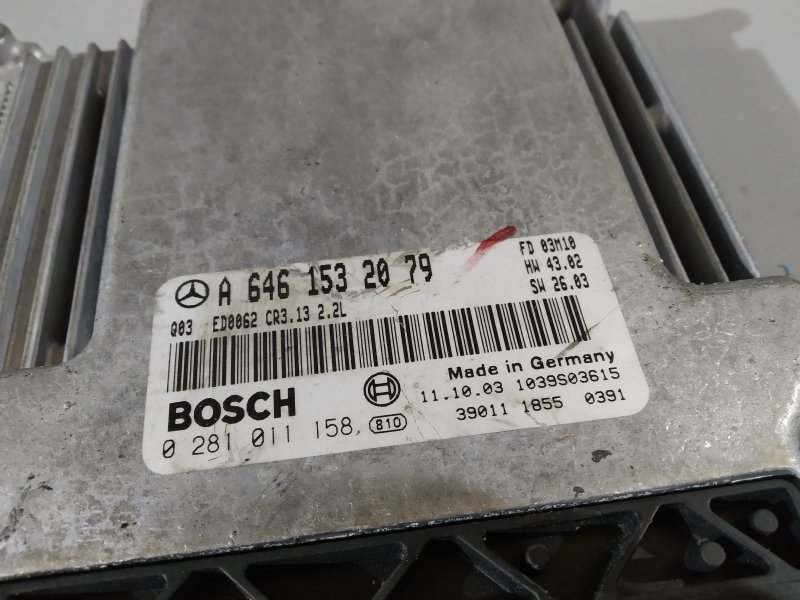 A 646 153 20 79
FD 03M10
HW 43.02
SW 26.03
Q03 ED0062 CR3.13 2.2L
Made in Germany
BOSCH
11.10.03 1039S03615
0 281 011 158 810
39011 1855 0391